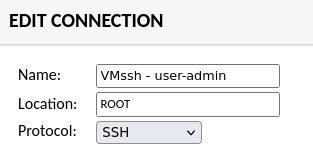 EDIT CONNECTION
Name: VMssh - user-admin
Location: ROOT
Protocol: SSH